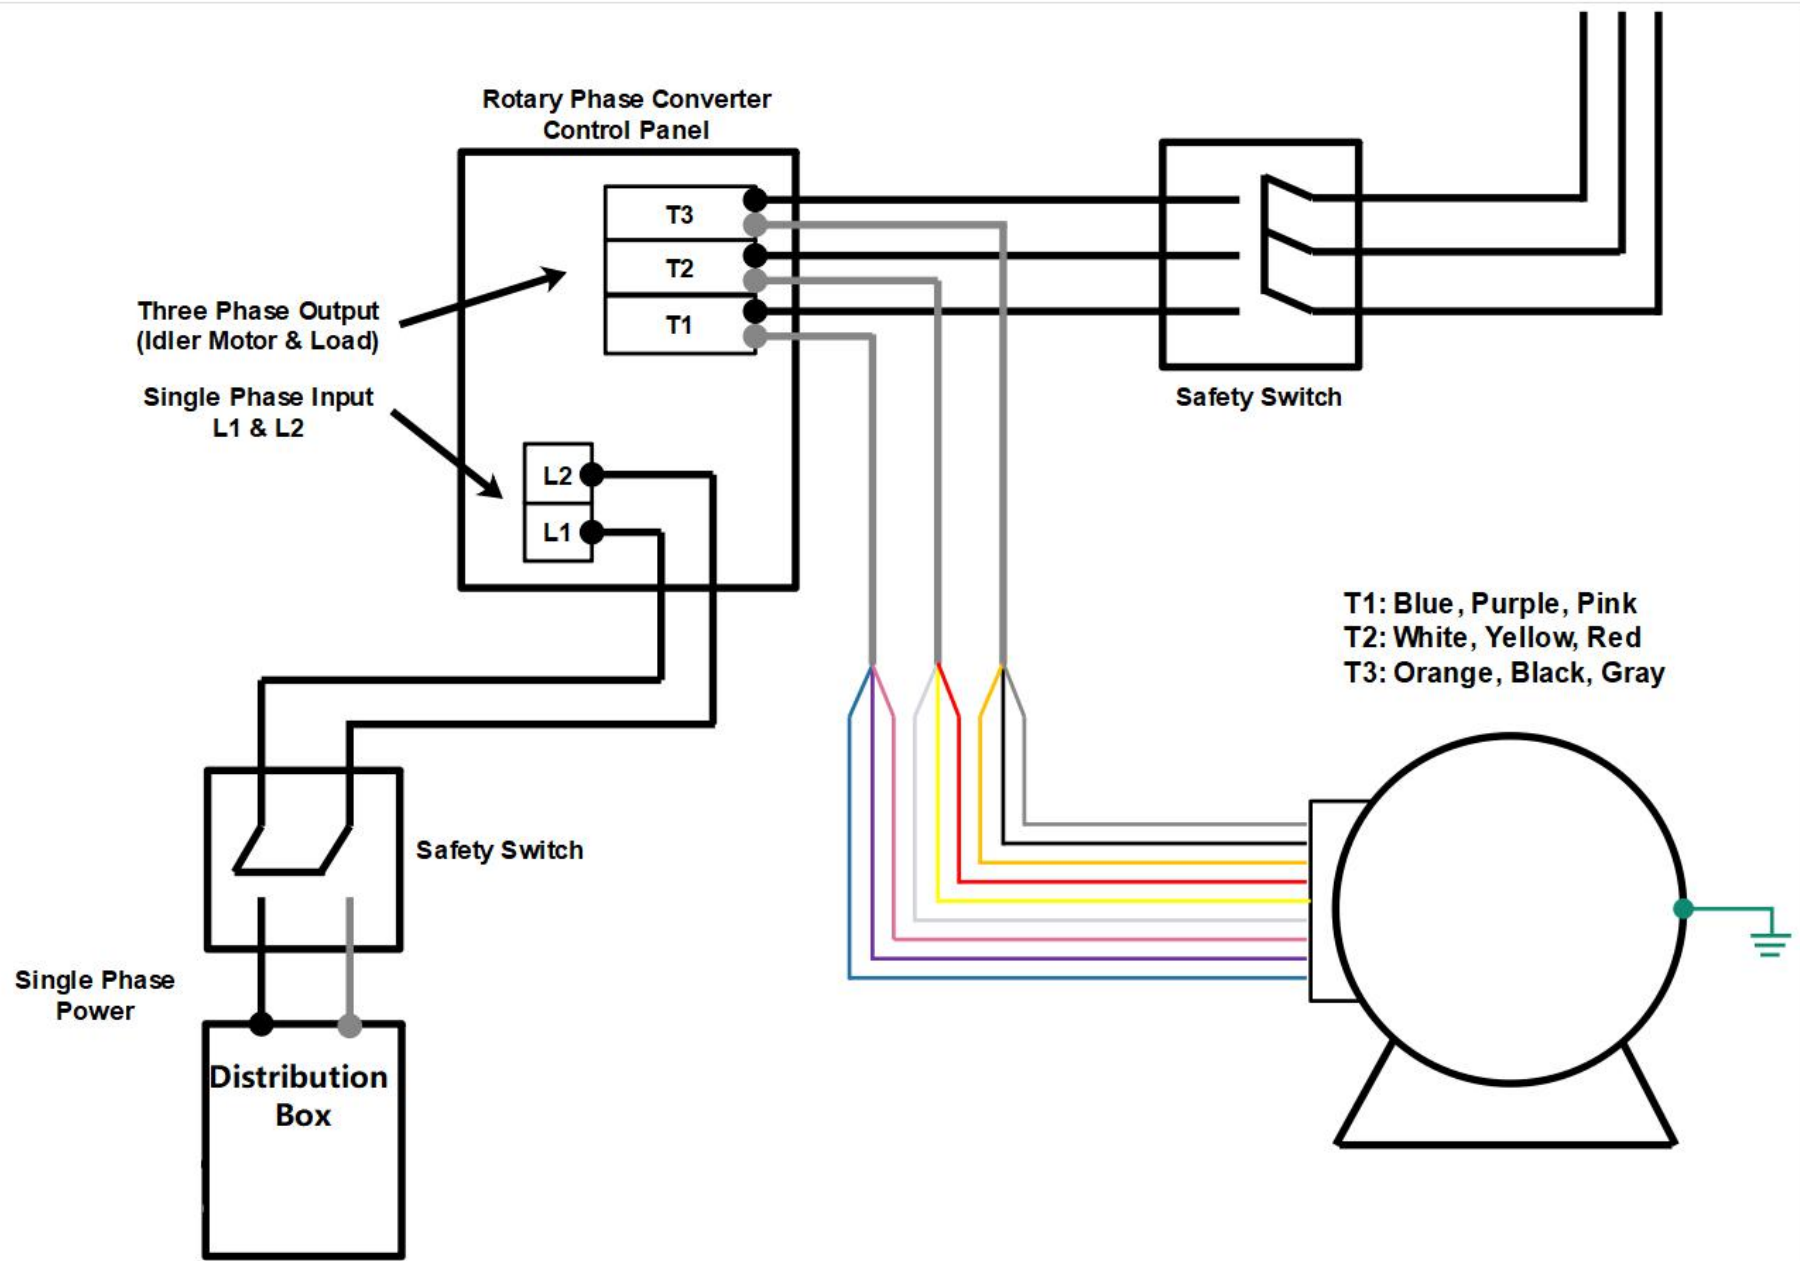 Rotary Phase Converter
Control Panel
T3
T2
T1
Three Phase Output
(Idler Motor & Load)
Single Phase Input
L1 & L2
L2
L1
Safety Switch
T1: Blue, Purple, Pink
T2: White, Yellow, Red
T3: Orange, Black, Gray
Safety Switch
Single Phase
Power
Distribution
Box